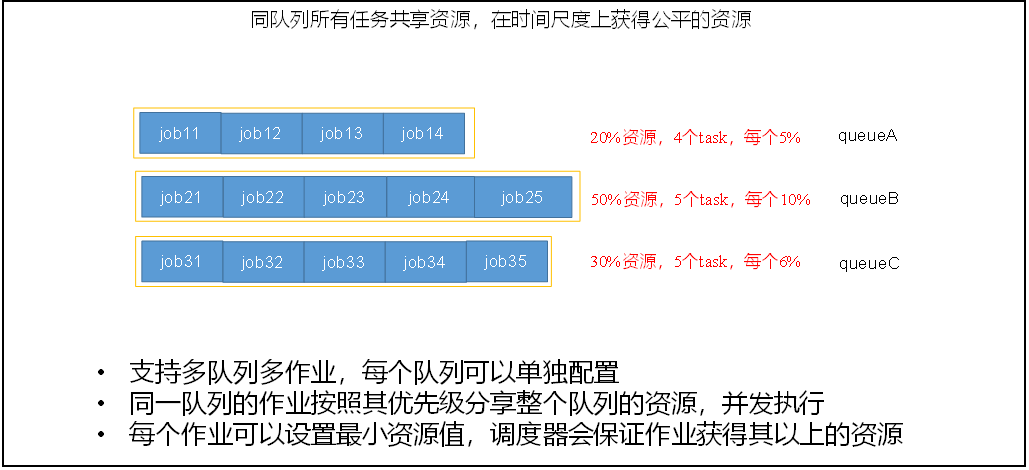 同队列所有任务共享资源，在时间尺度上获得公平的资源
job11 job12 job13 job14 20%资源，4个task，每个5% queueA
job21 job22 job23 job24 job25 50%资源，5个task，每个10% queueB
job31 job32 job33 job34 job35 30%资源，5个task，每个6% queueC
• 支持多队列多作业，每个队列可以单独配置
• 同一队列的作业按照其优先级分享整个队列的资源，并发执行
• 每个作业可以设置最小资源值，调度器会保证作业获得其以上的资源